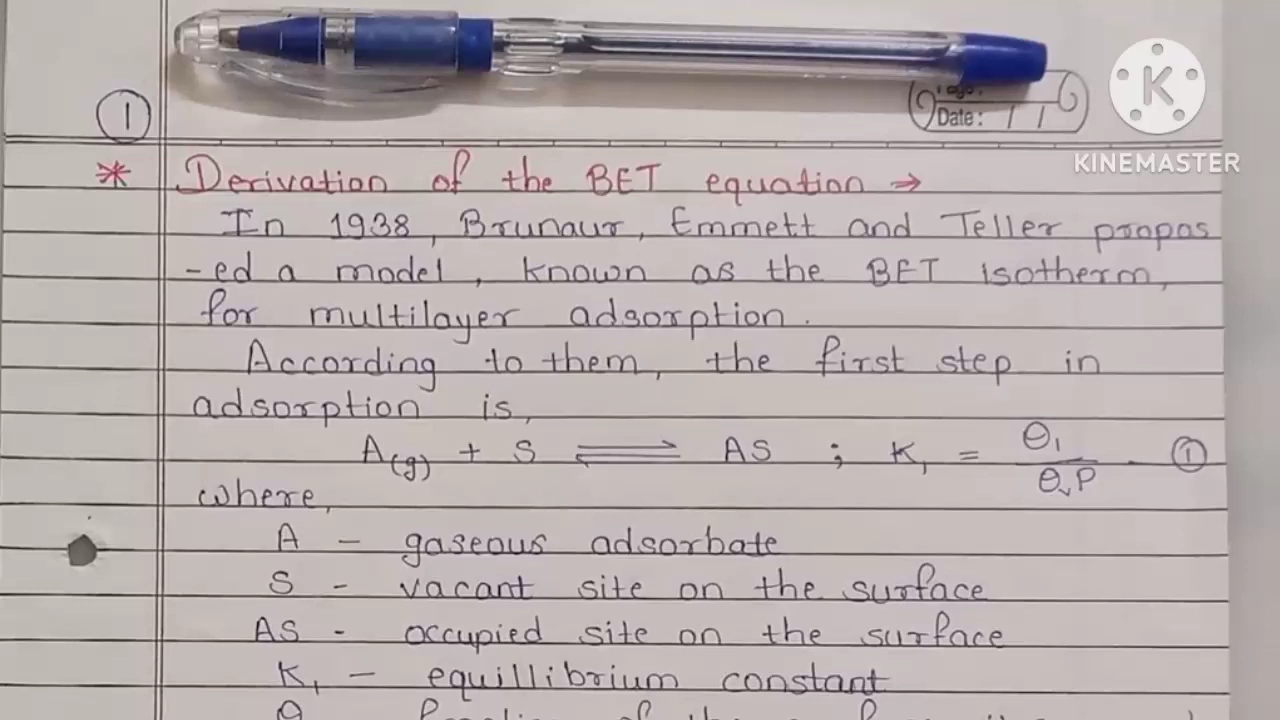 ①
Date: / /
K
KINEMASTER
* Derivation of the BET equation →
In 1938, Brunaur, Emmett and Teller propos
-ed a model, known as the BET isotherm,
for multilayer adsorption.
According to them, the first step in
adsorption is,
A(g) + S ⇌ AS ; K₁ = θ₁ / θᵥP ①
where,
A - gaseous adsorbate
S - vacant site on the surface
AS - occupied site on the surface
K₁ - equillibrium constant